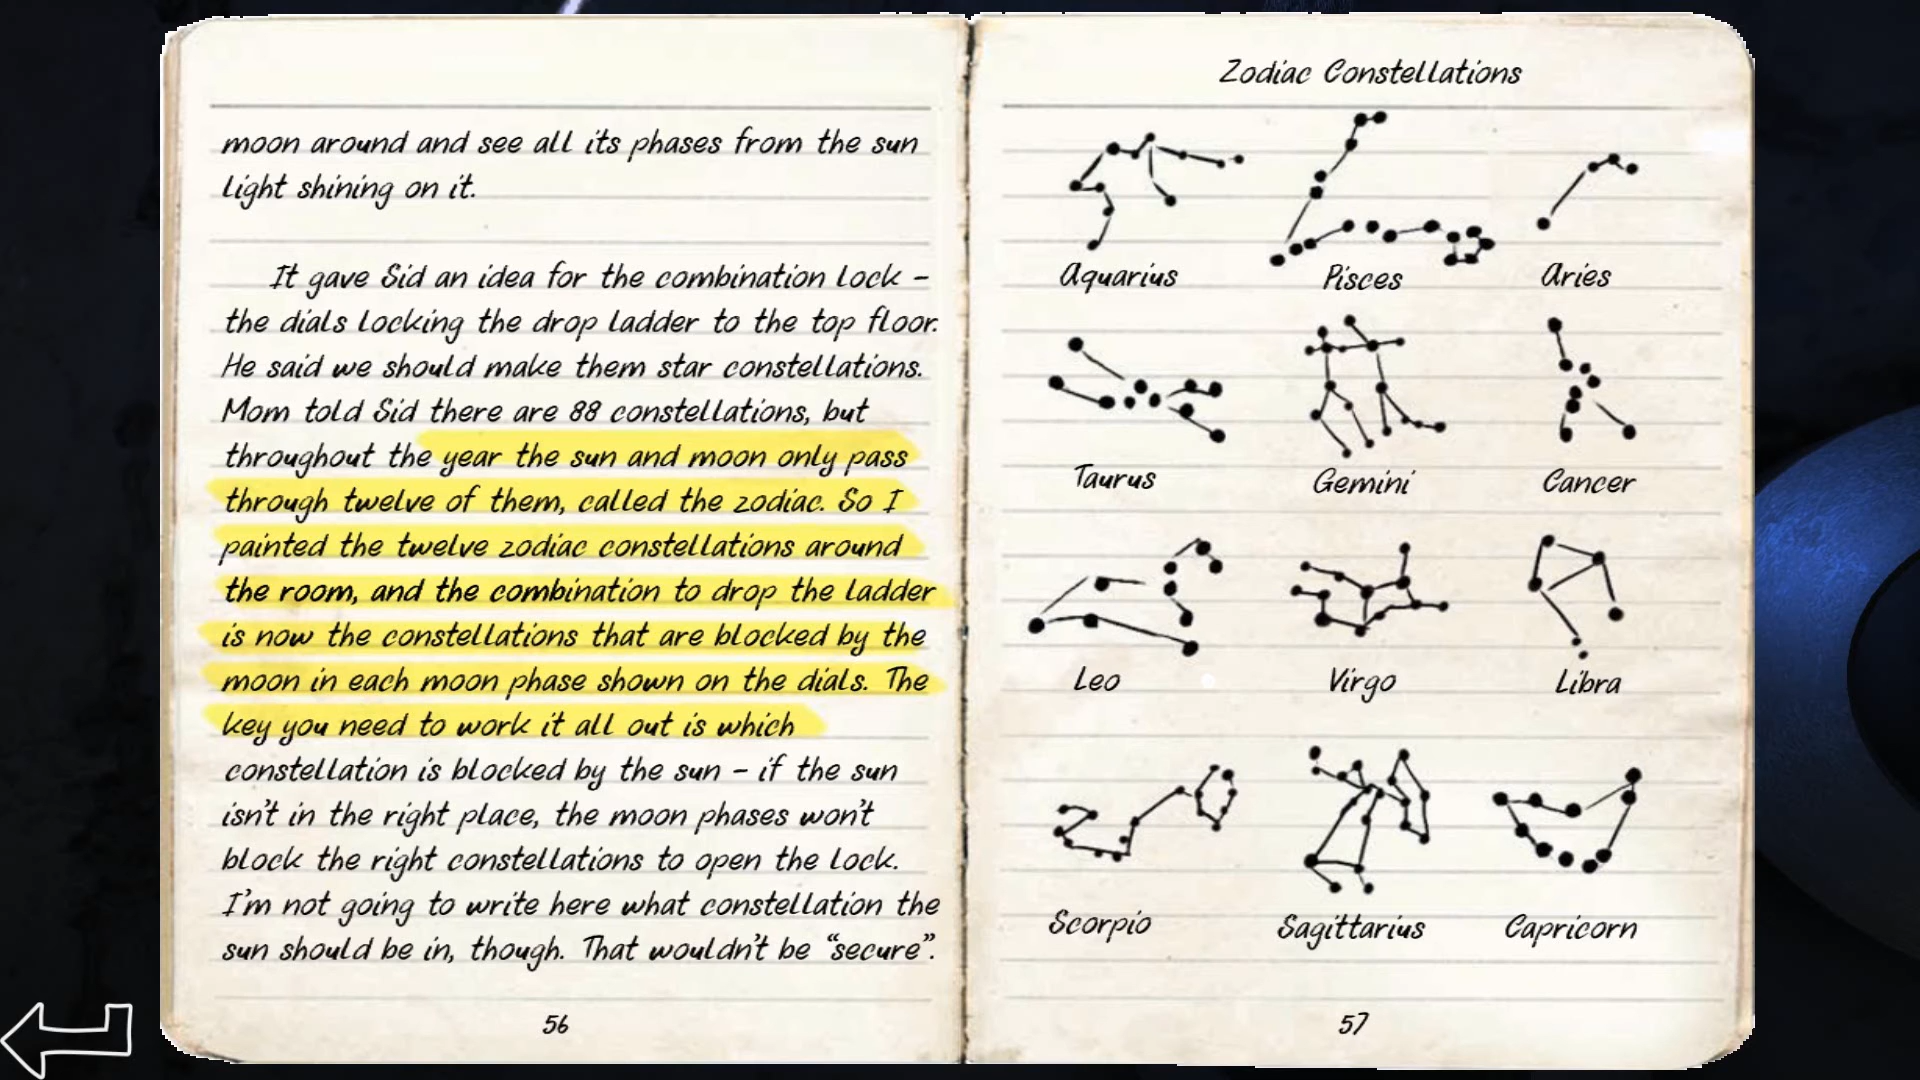 moon around and see all its phases from the sun
light shining on it.
It gave Sid an idea for the combination lock –
the dials locking the drop ladder to the top floor.
He said we should make them star constellations.
Mom told Sid there are 88 constellations, but
throughout the year the sun and moon only pass
through twelve of them, called the zodiac. So I
painted the twelve zodiac constellations around
the room, and the combination to drop the ladder
is now the constellations that are blocked by the
moon in each moon phase shown on the dials. The
key you need to work it all out is which
constellation is blocked by the sun – if the sun
isn't in the right place, the moon phases won't
block the right constellations to open the lock.
I'm not going to write here what constellation the
sun should be in, though. That wouldn't be “secure”.
56
Zodiac Constellations
Aquarius Pisces Aries
Taurus Gemini Cancer
Leo Virgo Libra
Scorpio Sagittarius Capricorn
57